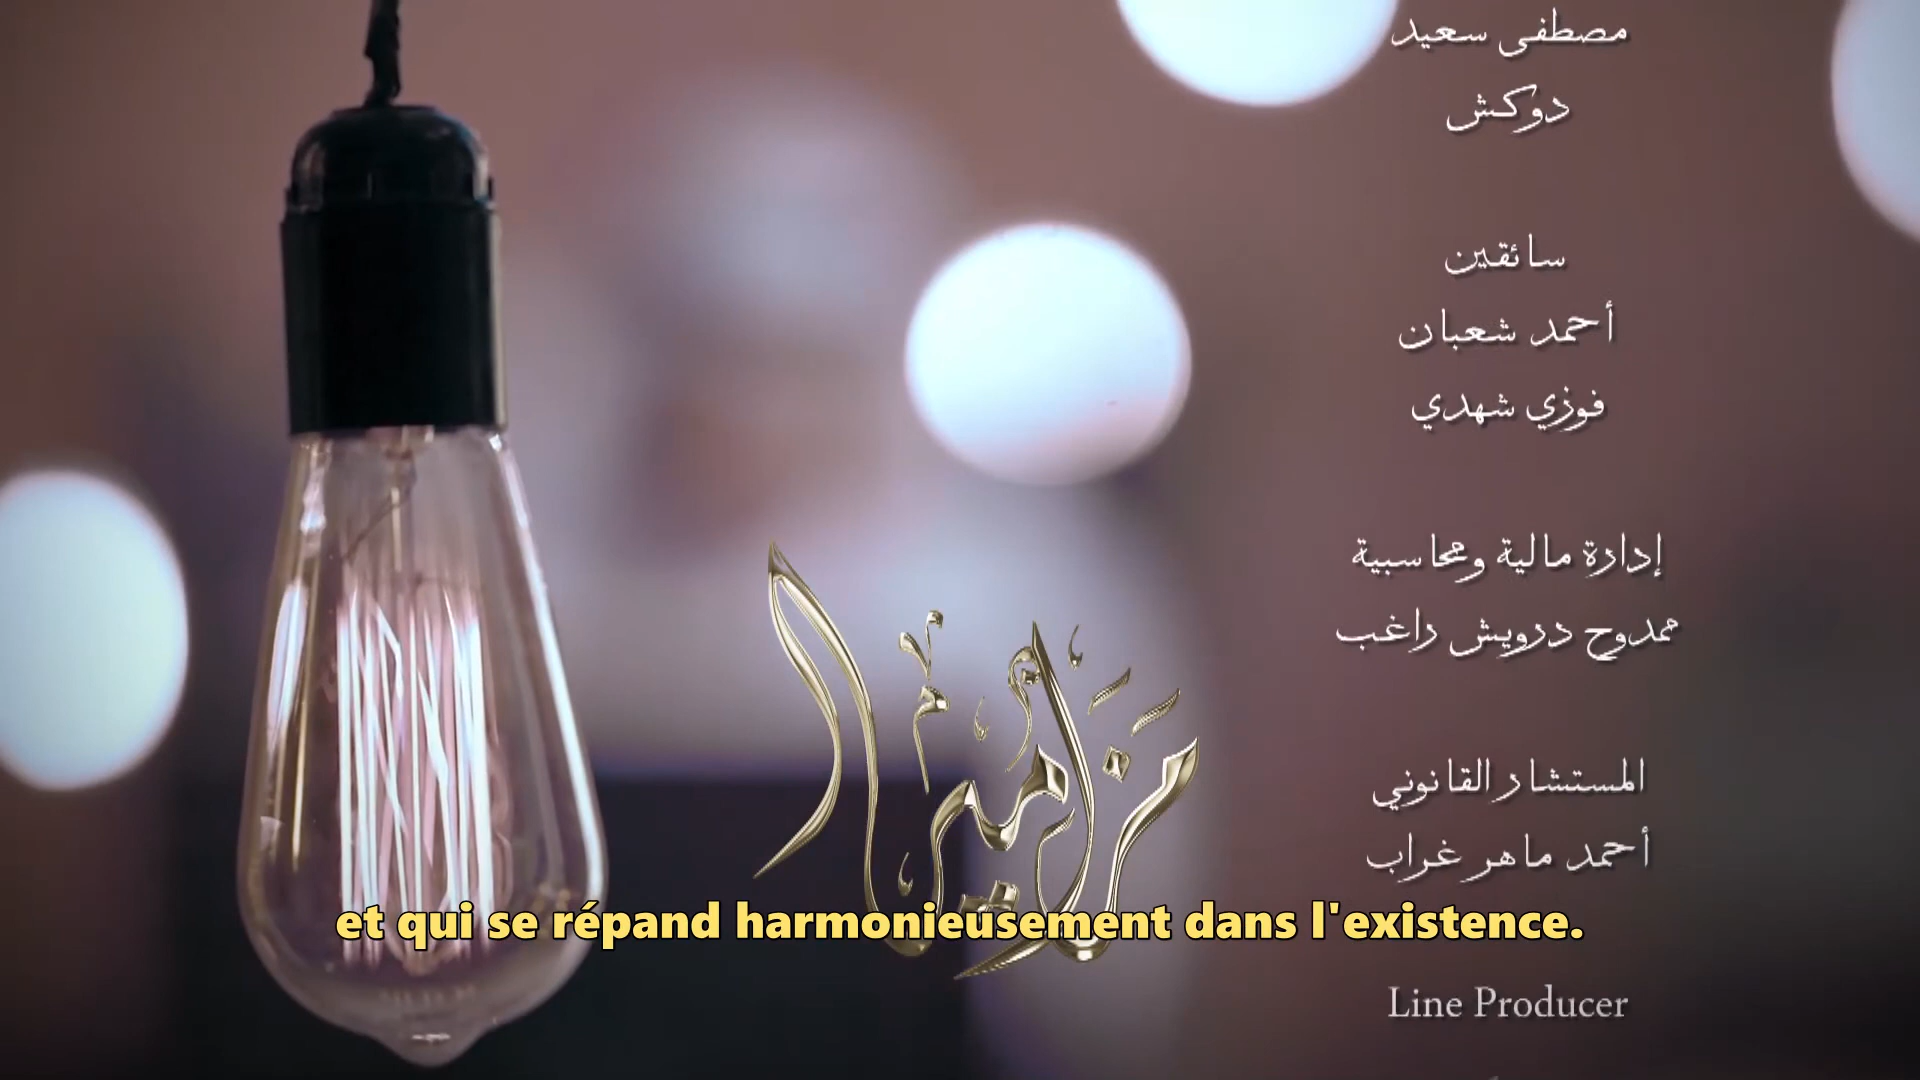 مصطفى سعيد
دوكش
سائقين
أحمد شعبان
فوزي شهدي
إدارة مالية ومحاسبية
ممدوح درويش راغب
المستشار القانوني
أحمد ماهر غراب
مَزامير
et qui se répand harmonieusement dans l'existence.
Line Producer